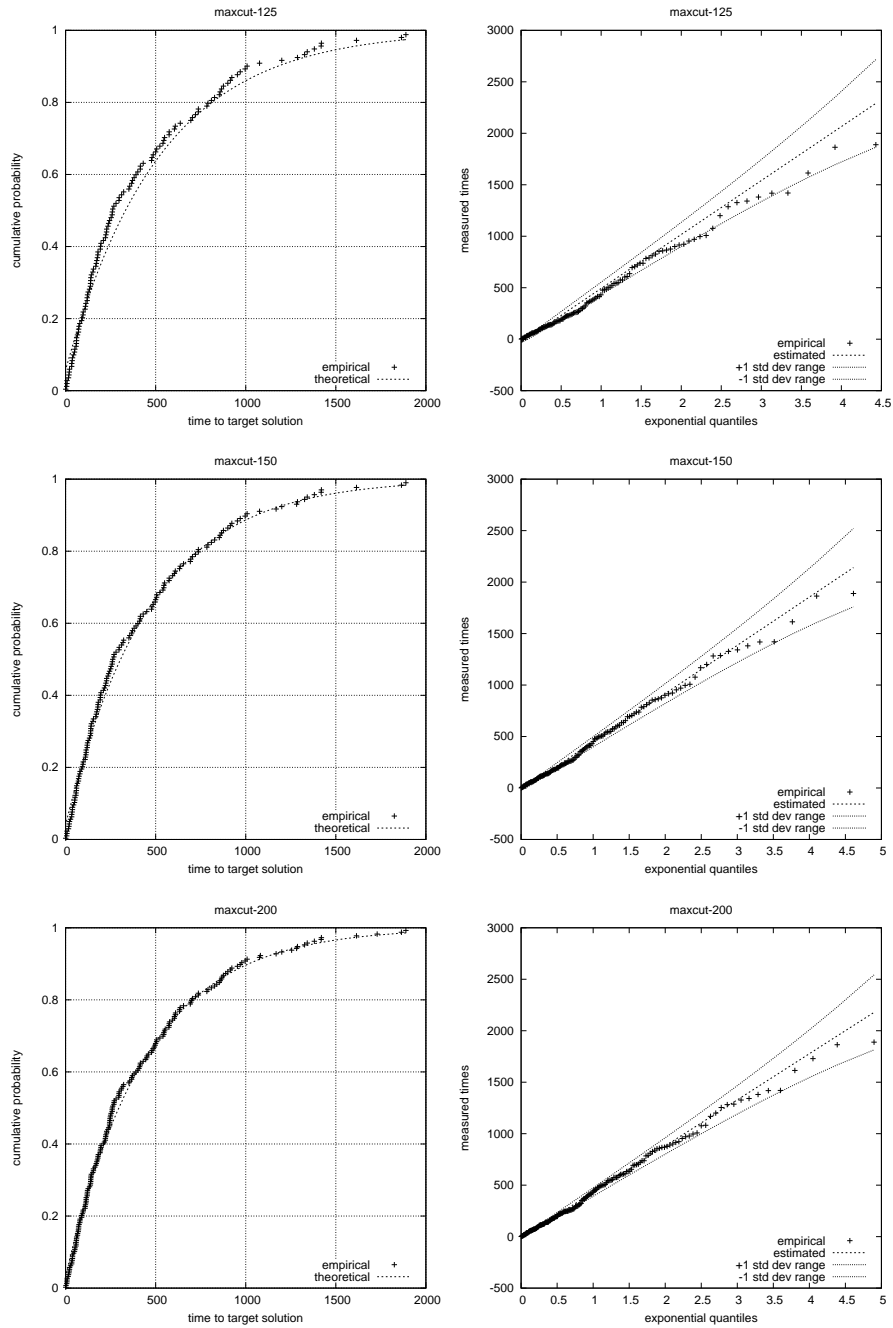 maxcut-125
1
0.8
0.6
0.4
0.2
0
0
500
1000
1500
2000
cumulative probability
time to target solution
empirical
theoretical
maxcut-125
3000
2500
2000
1500
1000
500
0
-500
0
0.5
1
1.5
2
2.5
3
3.5
4
4.5
measured times
exponential quantiles
empirical
estimated
+1 std dev range
-1 std dev range
maxcut-150
1
0.8
0.6
0.4
0.2
0
0
500
1000
1500
2000
cumulative probability
time to target solution
empirical
theoretical
maxcut-150
3000
2500
2000
1500
1000
500
0
-500
0
0.5
1
1.5
2
2.5
3
3.5
4
4.5
5
measured times
exponential quantiles
empirical
estimated
+1 std dev range
-1 std dev range
maxcut-200
1
0.8
0.6
0.4
0.2
0
0
500
1000
1500
2000
cumulative probability
time to target solution
empirical
theoretical
maxcut-200
3000
2500
2000
1500
1000
500
0
-500
0
0.5
1
1.5
2
2.5
3
3.5
4
4.5
5
measured times
exponential quantiles
empirical
estimated
+1 std dev range
-1 std dev range